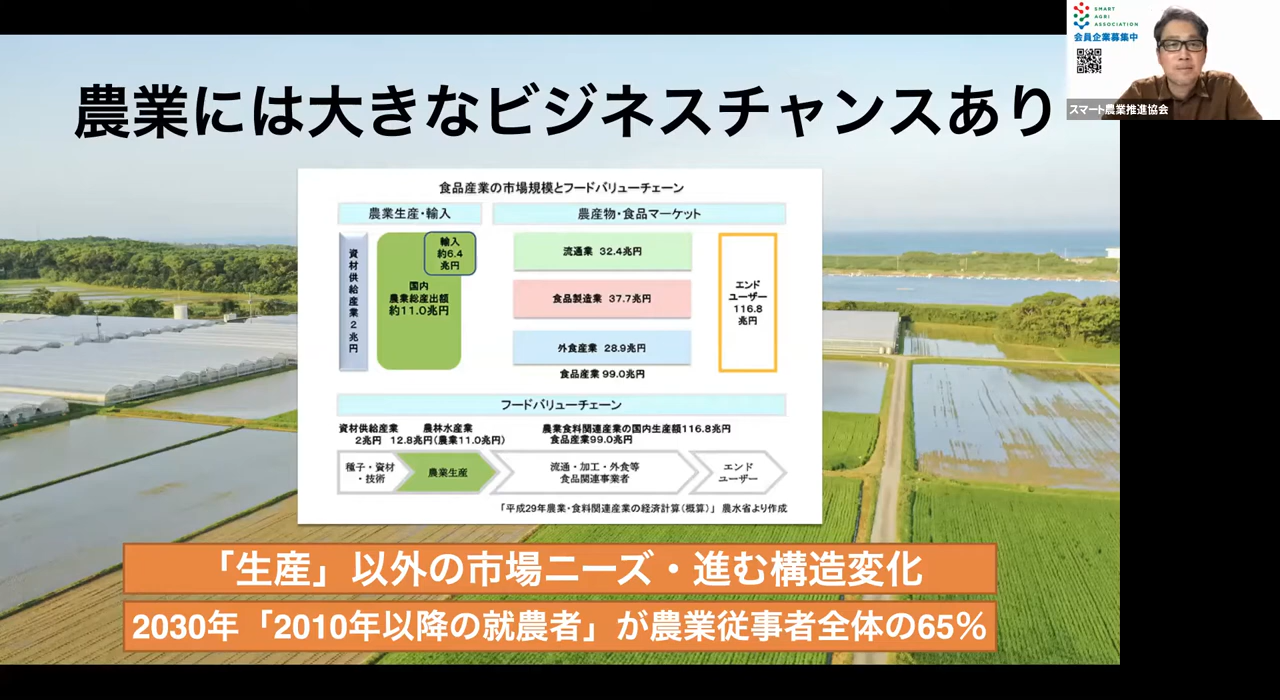 農業には大きなビジネスチャンスあり
SMART
AGRI
ASSOCIATION
会員企業募集中
スマート農業推進協会
食品産業の市場規模とフードバリューチェーン
農業生産・輸入
農産物・食品マーケット
資材供給産業2兆円
輸入
約6.4
兆円
国内
農業総産出額
約11.0兆円
流通業 32.4兆円
食品製造業 37.7兆円
外食産業 28.9兆円
食品産業 99.0兆円
エンド
ユーザー
116.8
兆円
フードバリューチェーン
資材供給産業
2兆円
農林水産業
12.8兆円(農業11.0兆円)
農業食料関連産業の国内生産額116.8兆円
食品産業99.0兆円
種子・資材
・技術
農業生産
流通・加工・外食等
食品関連事業者
エンド
ユーザー
「平成29年農業・食料関連産業の経済計算(概算)」 農水省より作成
「生産」以外の市場ニーズ・進む構造変化
2030年「2010年以降の就農者」が農業従事者全体の65%